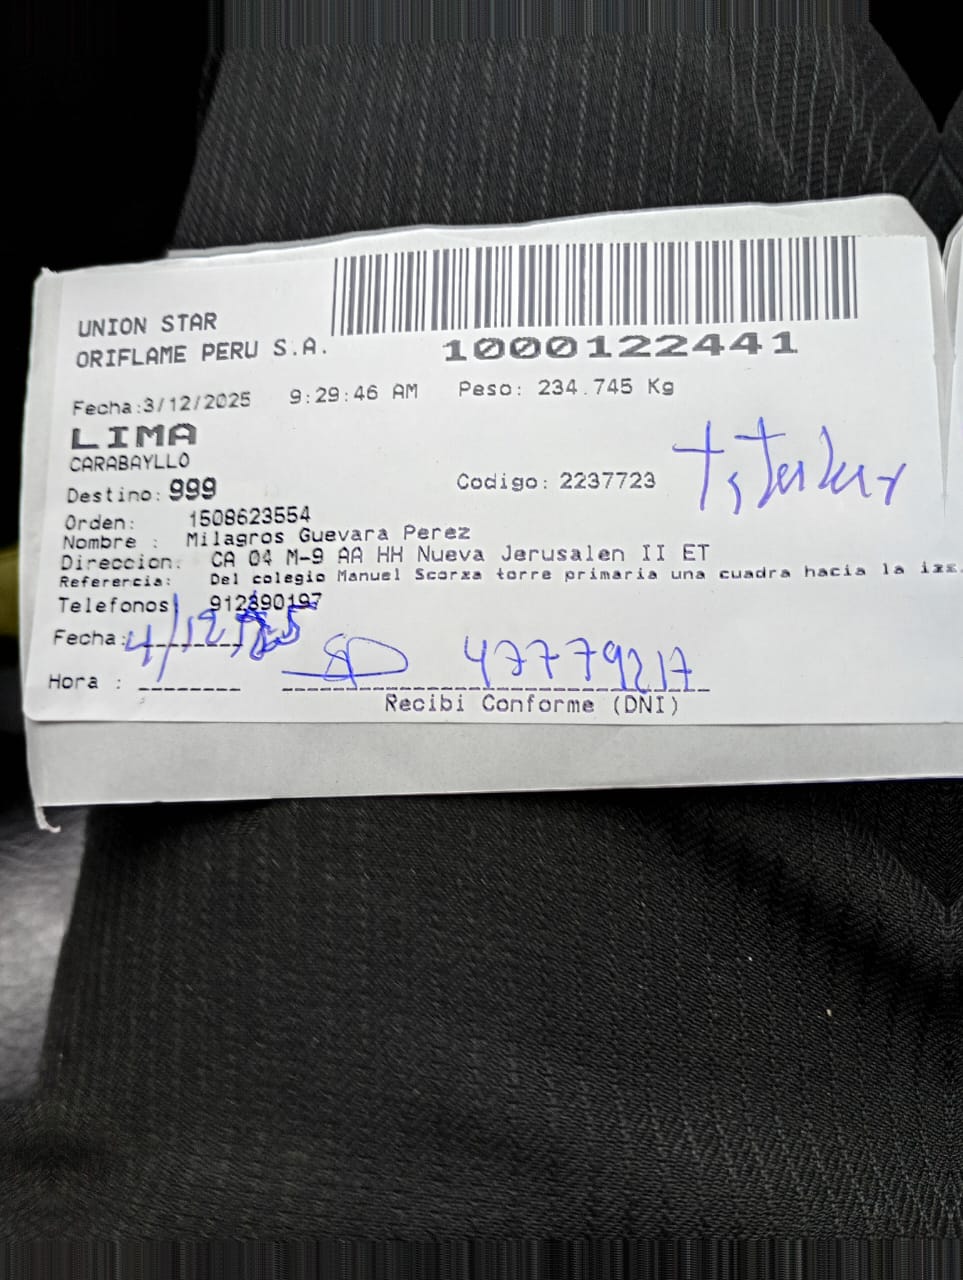 UNION STAR
ORIFLAME PERU S.A.
1000122441
Fecha:3/12/2025 9:29:46 AM Peso: 234.745 Kg
LIMA
CARABAYLLO
Destino: 999 Codigo: 2237723
Orden: 1508623554
Nombre : Milagros Guevara Perez
Direccion: CA 04 M-9 AA HH Nueva Jerusalen II ET
Referercia: Del colegio Manuel Scorza torre primaria una cuadra hacia la izs.
Telefonos 912890197
Fecha: 4/12/25
Hora : 47779217
Recibi Conforme (DNI)